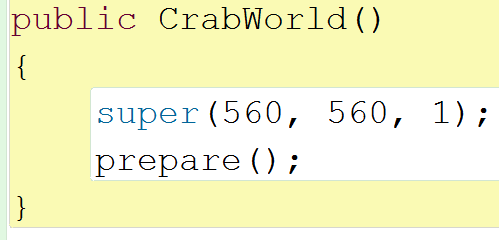 public CrabWorld()
{
super(560, 560, 1);
prepare();
}